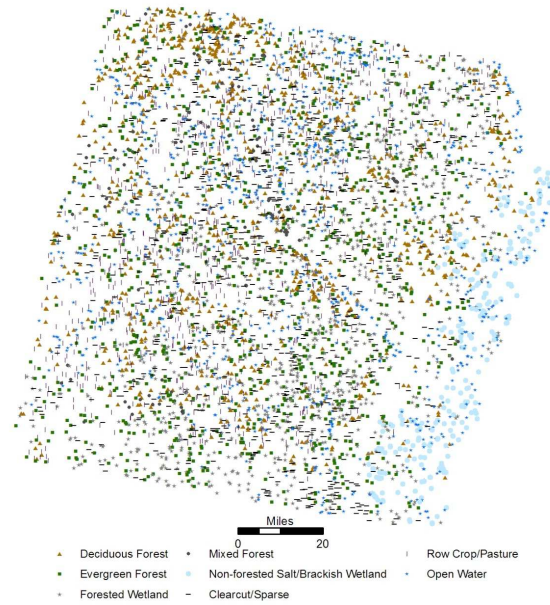 Miles
0 20
Deciduous Forest Mixed Forest Row Crop/Pasture
Evergreen Forest Non-forested Salt/Brackish Wetland Open Water
Forested Wetland Clearcut/Sparse